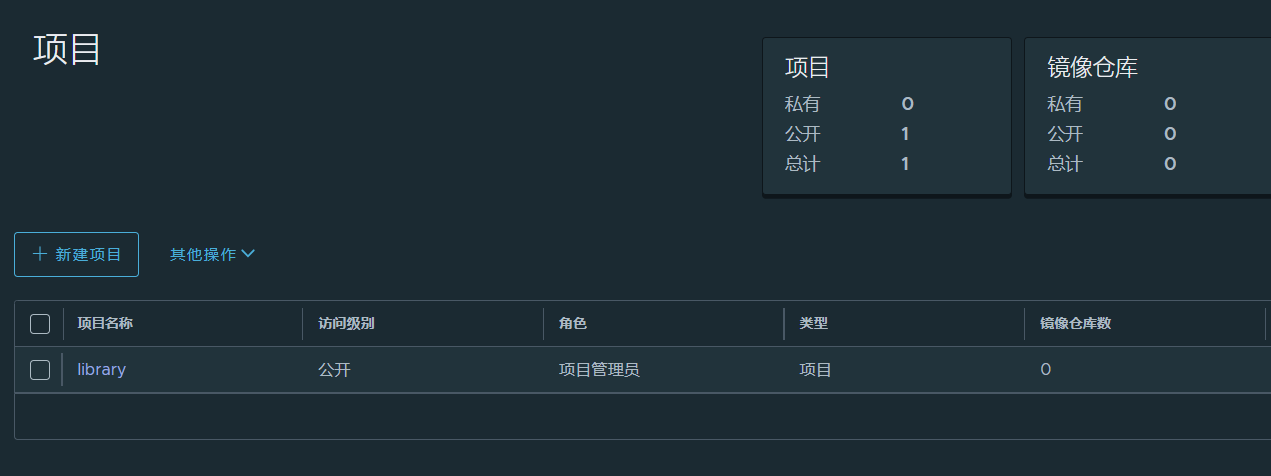 项目
项目
私有 0
公开 1
总计 1
镜像仓库
私有 0
公开 0
总计 0
新建项目 其他操作
项目名称 访问级别 角色 类型 镜像仓库数
library 公开 项目管理员 项目 0